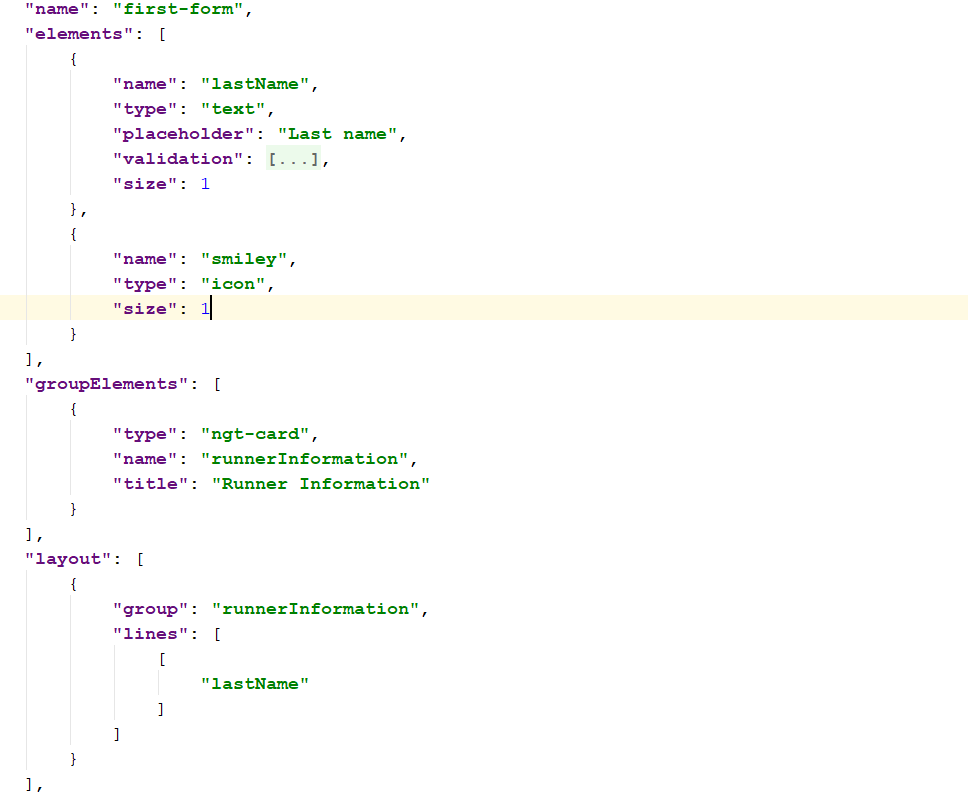 "name": "first-form",
"elements": [
{
"name": "lastName",
"type": "text",
"placeholder": "Last name",
"validation": [...],
"size": 1
},
{
"name": "smiley",
"type": "icon",
"size": 1
}
],
"groupElements": [
{
"type": "ngt-card",
"name": "runnerInformation",
"title": "Runner Information"
}
],
"layout": [
{
"group": "runnerInformation",
"lines": [
[
"lastName"
]
]
}
],